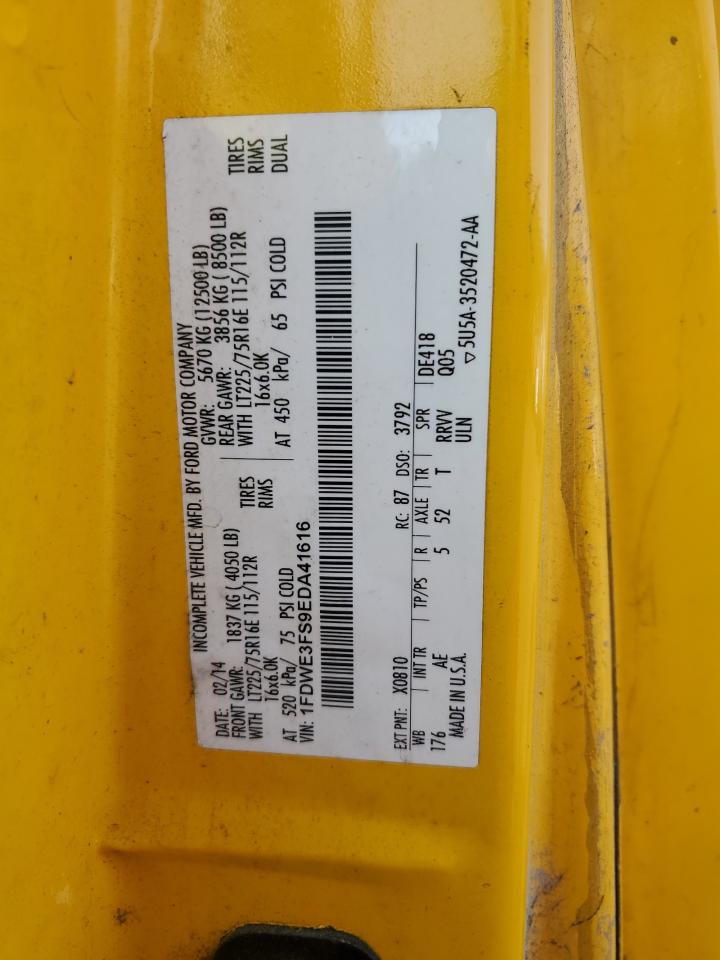 INCOMPLETE VEHICLE MFD. BY FORD MOTOR COMPANY
DATE: 02/14 GVWR: 5670 KG (12500 LB)
FRONT GAWR: 1837 KG ( 4050 LB) REAR GAWR: 3856 KG ( 8500 LB)
WITH LT225/75R16E 115/112R TIRES WITH LT225/75R16E 115/112R TIRES
16x6.0K RIMS 16x6.0K RIMS
AT 520 kPa/ 75 PSI COLD AT 450 kPa/ 65 PSI COLD DUAL
VIN: 1FDWE3FS9EDA41616
EXT PNT: X0810 RC: 87 DSO: 3792
WB INT TR TP/PS R AXLE TR SPR DE418
176 AE 5 52 T RRVV Q05
MADE IN U.S.A. ULN
▽5U5A-3520472-AA